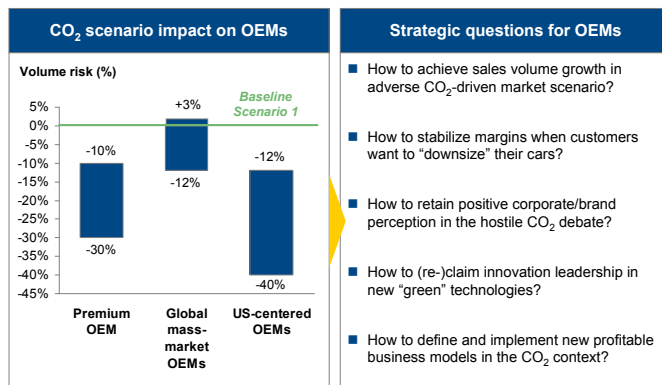 CO₂ scenario impact on OEMs
Volume risk (%)
Baseline
Scenario 1
5%
0%
-5%
-10%
-15%
-20%
-25%
-30%
-35%
-40%
-45%
-10%
-30%
+3%
-12%
-12%
-40%
Premium
OEM
Global
mass-
market
OEMs
US-centered
OEMs
Strategic questions for OEMs
How to achieve sales volume growth in
adverse CO₂-driven market scenario?
How to stabilize margins when customers
want to “downsize” their cars?
How to retain positive corporate/brand
perception in the hostile CO₂ debate?
How to (re-)claim innovation leadership in
new “green” technologies?
How to define and implement new profitable
business models in the CO₂ context?